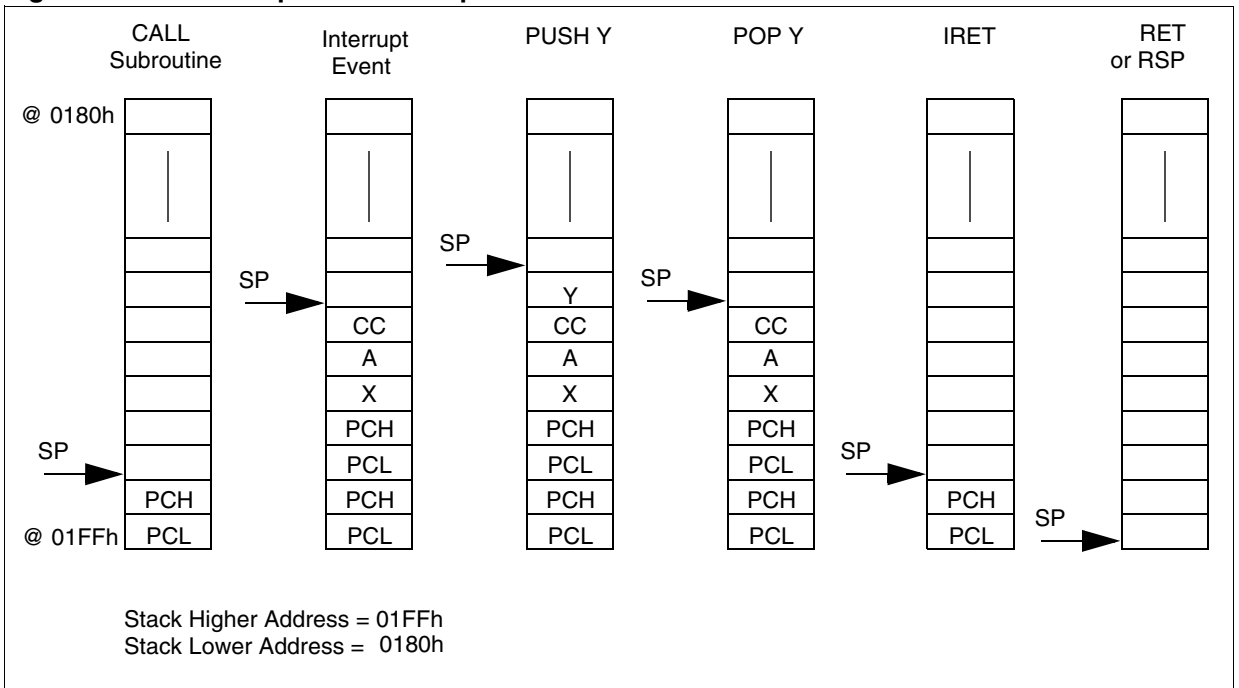 CALL
Subroutine
Interrupt
Event
PUSH Y
POP Y
IRET
RET
or RSP
@ 0180h
SP
SP
SP
Y
CC
CC
CC
A
A
A
X
X
X
PCH
PCH
PCH
SP
PCL
PCL
PCL
SP
PCH
PCH
PCH
PCH
PCH
@ 01FFh
PCL
PCL
PCL
PCL
PCL
SP
Stack Higher Address = 01FFh
Stack Lower Address = 0180h